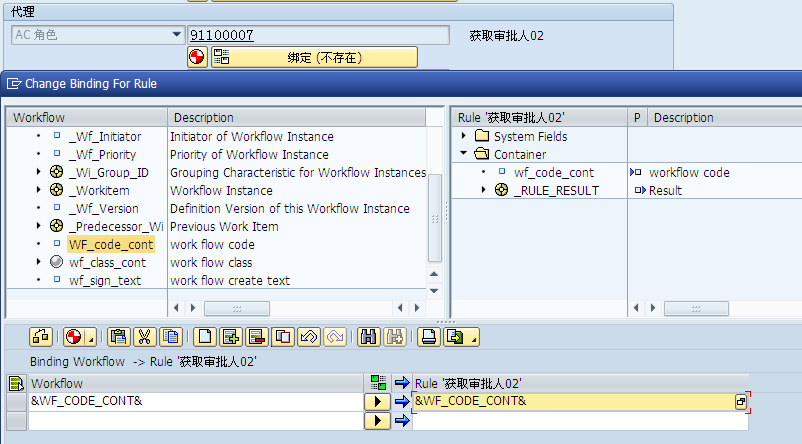 代理
AC 角色 91100007 获取审批人02
绑定 (不存在)
Change Binding For Rule
Workflow Description
_Wf_Initiator Initiator of Workflow Instance
_Wf_Priority Priority of Workflow Instance
_Wi_Group_ID Grouping Characteristic for Workflow Instances
_Workitem Workflow Instance
_Wf_Version Definition Version of this Workflow Instance
_Predecessor_Wi Previous Work Item
WF_code_cont work flow code
wf_class_cont work flow class
wf_sign_text work flow create text
Rule '获取审批人02' P Description
System Fields
Container
wf_code_cont workflow code
_RULE_RESULT Result
Binding Workflow -> Rule '获取审批人02'
Workflow Rule '获取审批人02'
&WF_CODE_CONT& &WF_CODE_CONT&